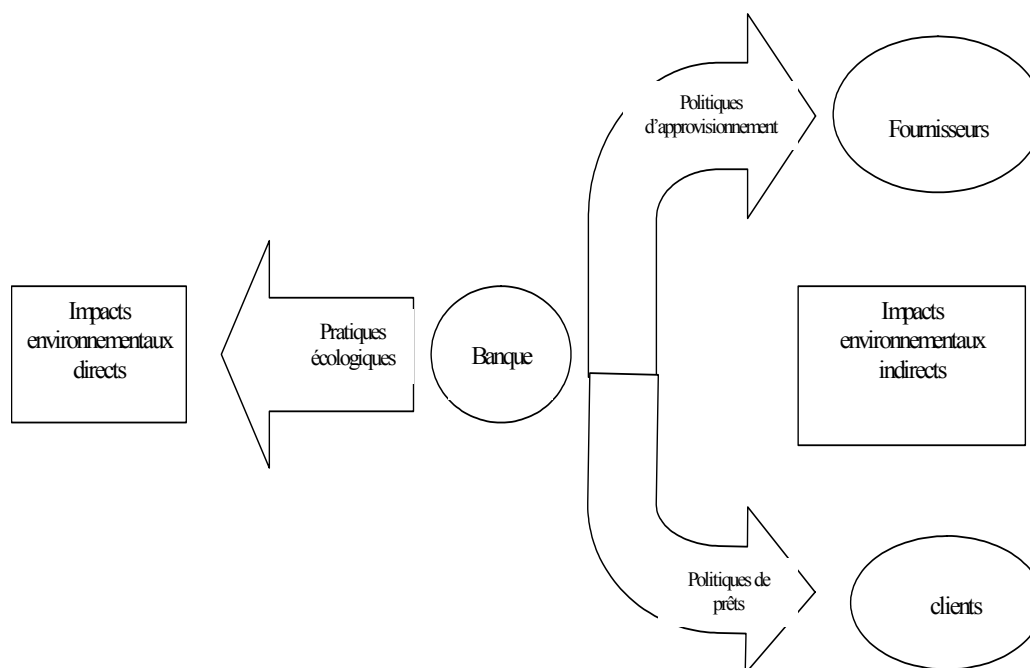 Politiques
d'approvisionnement
Fournisseurs
Impacts
environnementaux
directs
Pratiques
écologiques
Banque
Impacts
environnementaux
indirects
Politiques de
prêts
clients